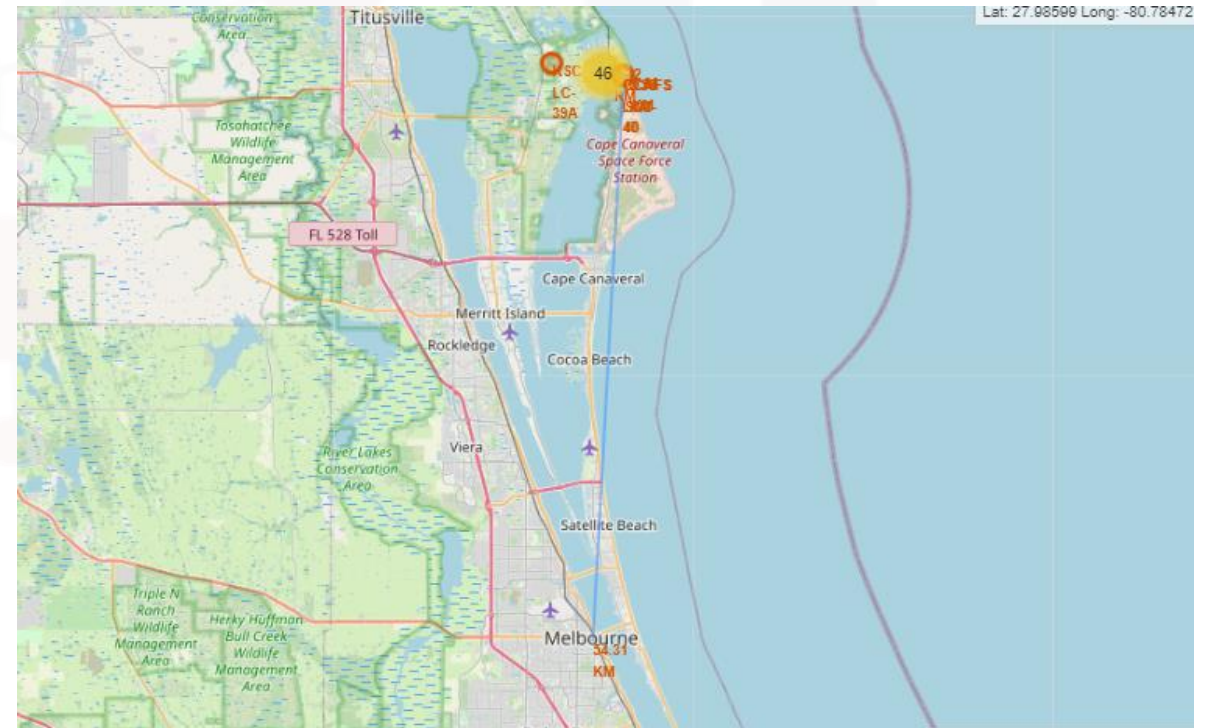 Lat: 27.98599 Long: -80.78472
Conservation
Area
Titusville
KSC
LC-
39A
46
40
Tosohatchee
Wildlife
Management
Area
Cape Canaveral
Space Force
Station
FL 528 Toll
Cape Canaveral
Merritt Island
Rockledge
Cocoa Beach
Viera
River Lakes
Conservation
Area
Satellite Beach
Triple N
Ranch
Wildlife
Management
Area
Herky Huffman
Bull Creek
Wildlife
Management
Area
Melbourne
54.31
KM